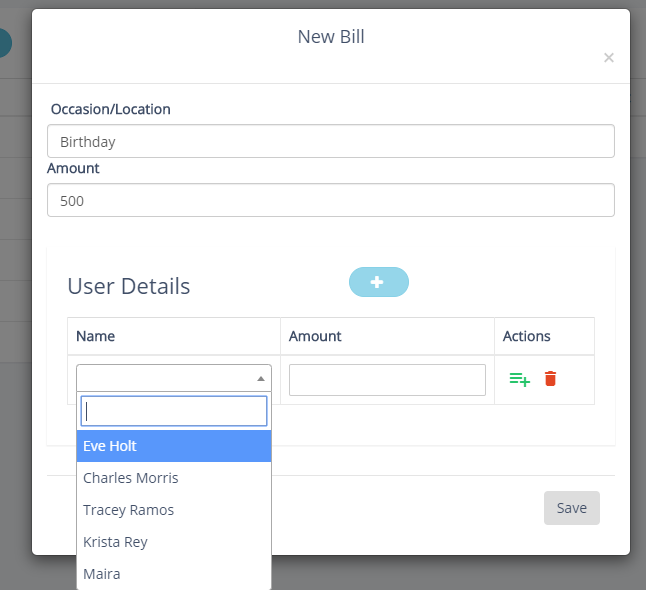 New Bill
×
Occasion/Location
Birthday
Amount
500
User Details
Name Amount Actions
Eve Holt
Charles Morris
Tracey Ramos
Krista Rey
Maira
Save